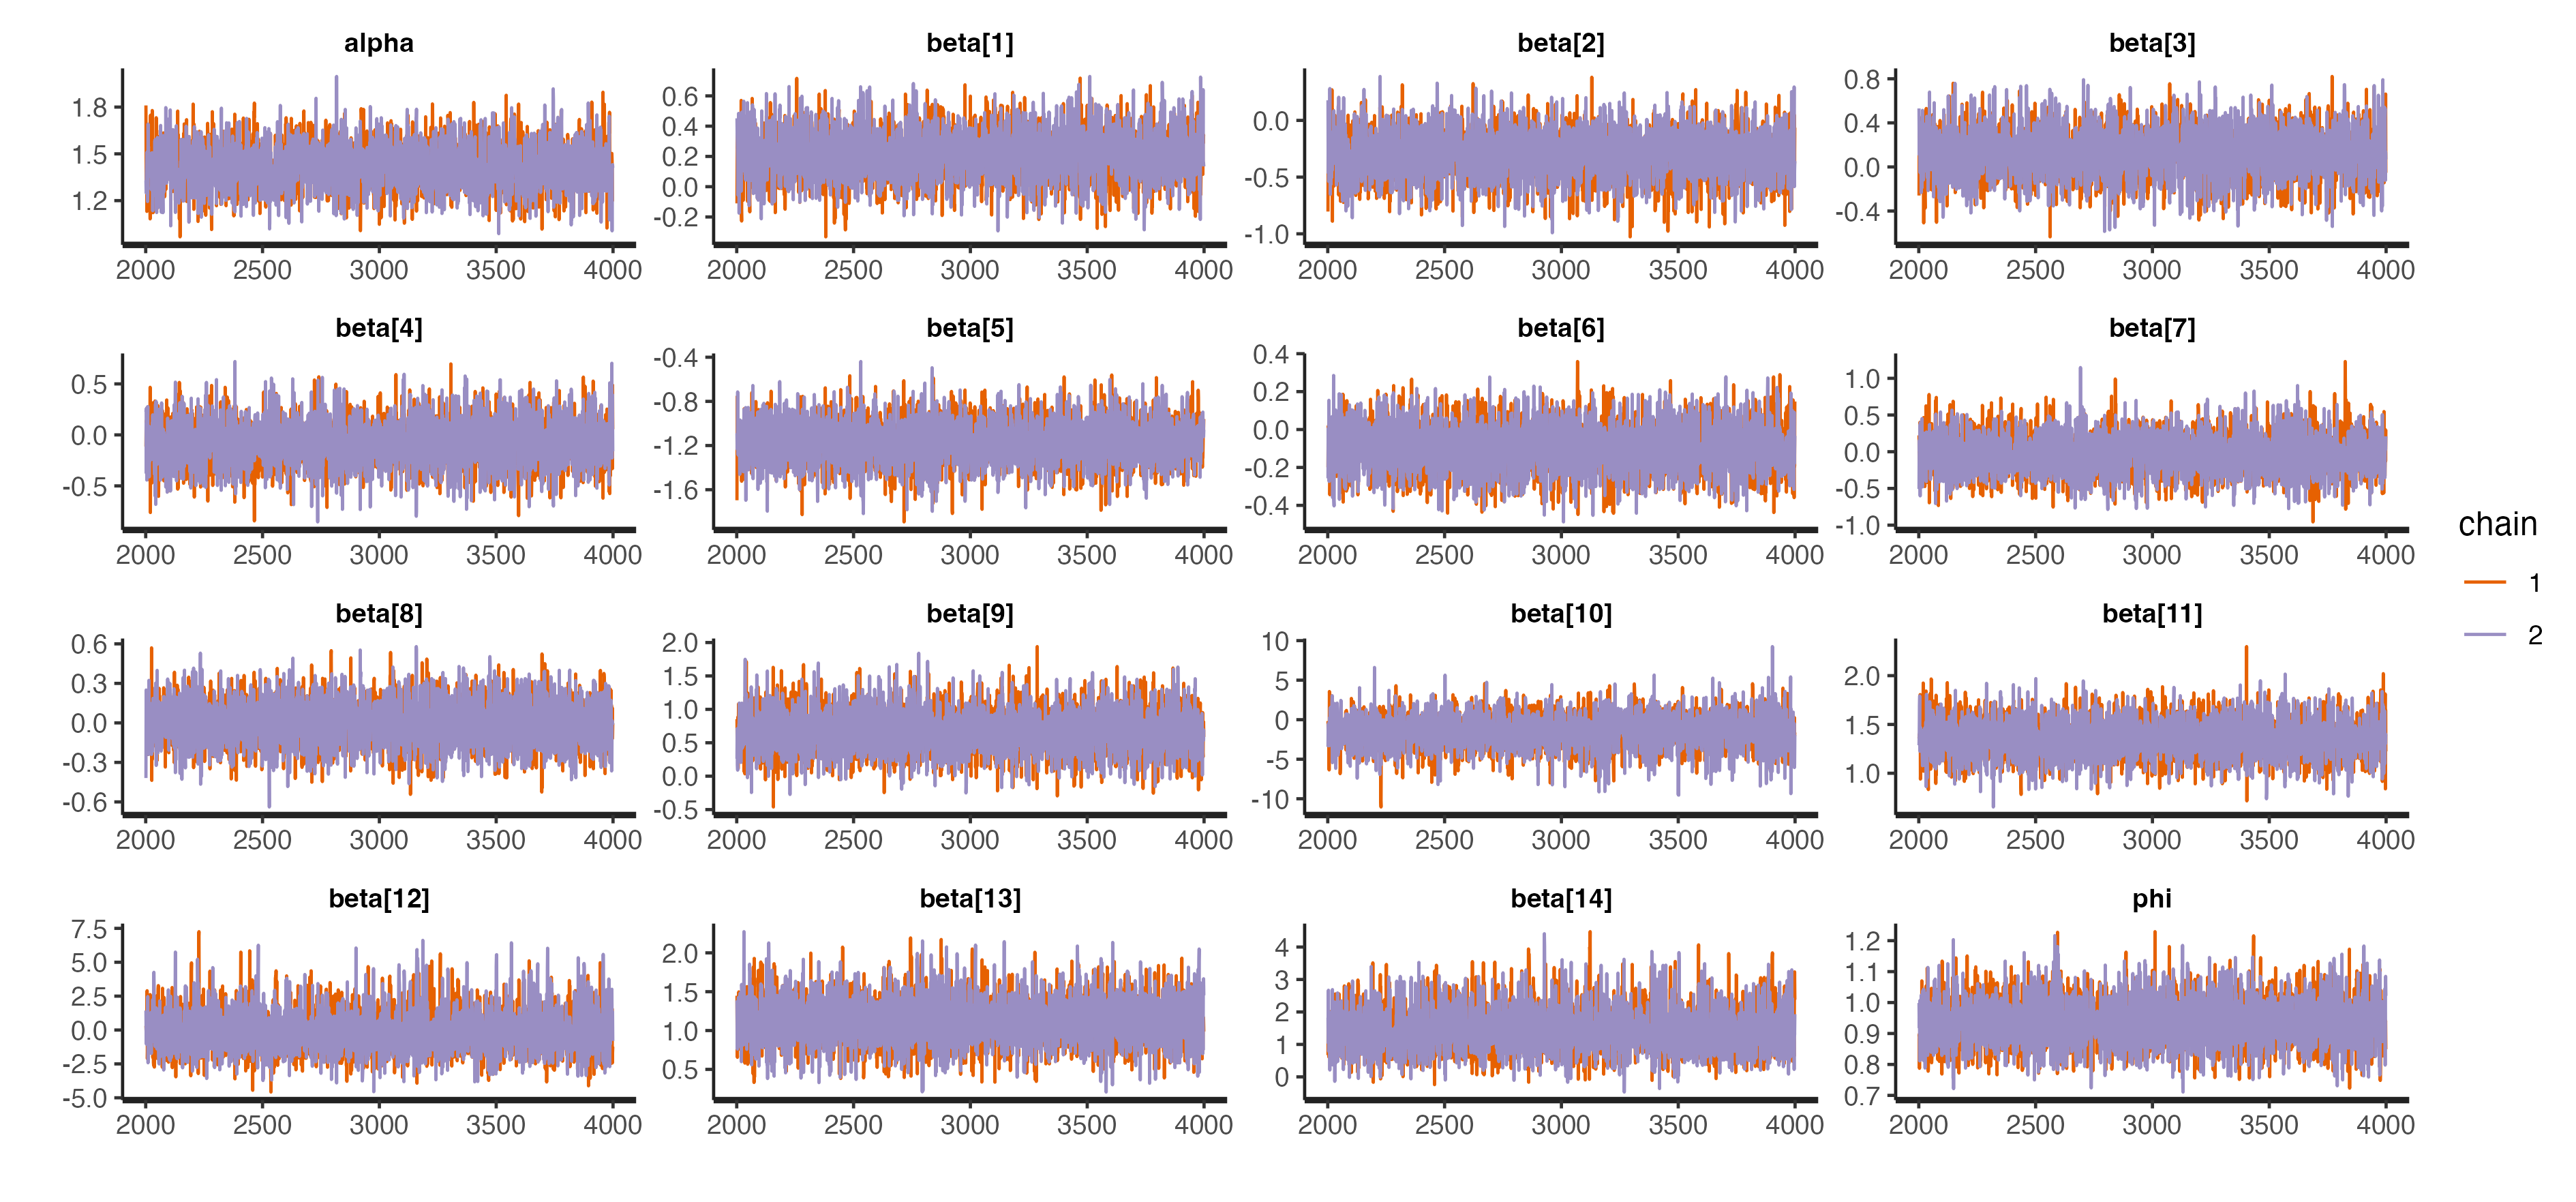 alpha
beta[1]
beta[2]
beta[3]
1.8
1.5
1.2
0.6
0.4
0.2
0.0
-0.2
0.0
-0.5
-1.0
0.8
0.4
0.0
-0.4
2000 2500 3000 3500 4000
2000 2500 3000 3500 4000
2000 2500 3000 3500 4000
2000 2500 3000 3500 4000
beta[4]
beta[5]
beta[6]
beta[7]
0.5
0.0
-0.5
-0.4
-0.8
-1.2
-1.6
0.4
0.2
0.0
-0.2
-0.4
1.0
0.5
0.0
-0.5
-1.0
2000 2500 3000 3500 4000
2000 2500 3000 3500 4000
2000 2500 3000 3500 4000
2000 2500 3000 3500 4000
beta[8]
beta[9]
beta[10]
beta[11]
0.6
0.3
0.0
-0.3
-0.6
2.0
1.5
1.0
0.5
0.0
-0.5
10
5
0
-5
-10
2.0
1.5
1.0
2000 2500 3000 3500 4000
2000 2500 3000 3500 4000
2000 2500 3000 3500 4000
2000 2500 3000 3500 4000
beta[12]
beta[13]
beta[14]
phi
7.5
5.0
2.5
0.0
-2.5
-5.0
2.0
1.5
1.0
0.5
4
3
2
1
0
1.2
1.1
1.0
0.9
0.8
0.7
2000 2500 3000 3500 4000
2000 2500 3000 3500 4000
2000 2500 3000 3500 4000
2000 2500 3000 3500 4000
chain
1
2